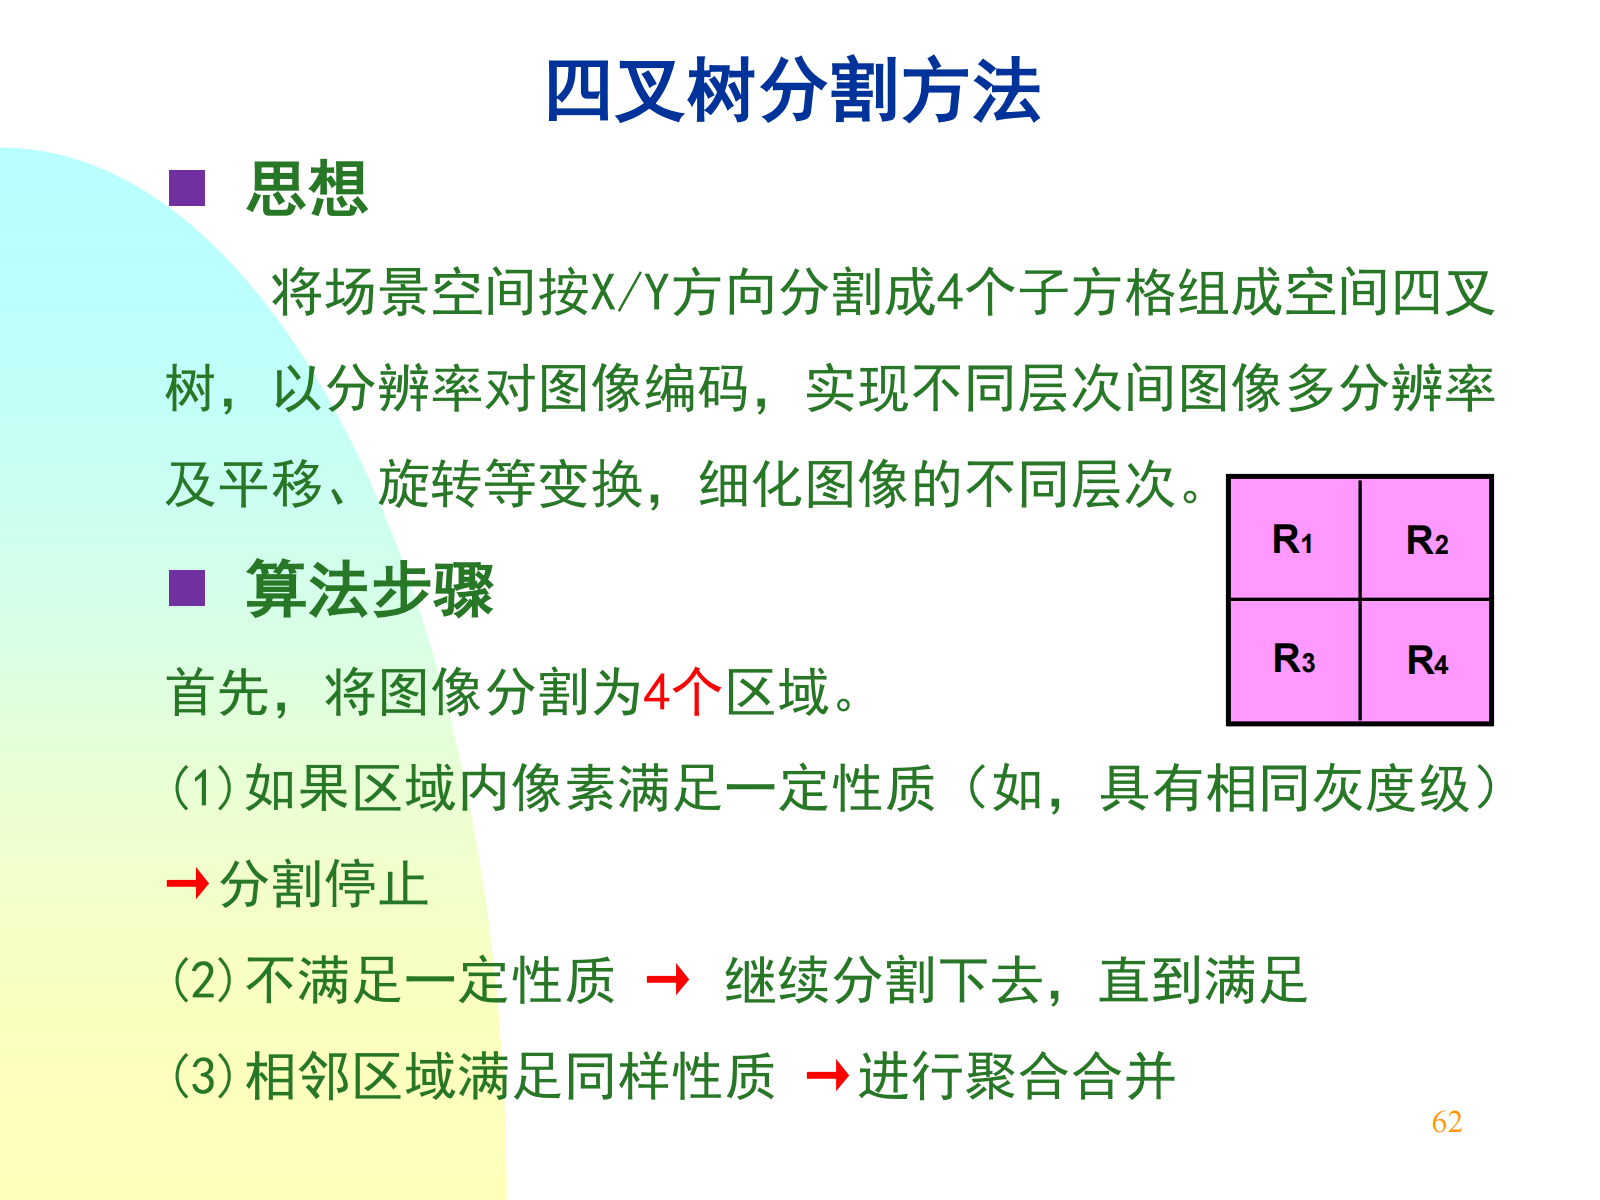 四叉树分割方法
■ 思想
将场景空间按X/Y方向分割成4个子方格组成空间四叉
树，以分辨率对图像编码，实现不同层次间图像多分辨率
及平移、旋转等变换，细化图像的不同层次。
R1 R2
R3 R4
■ 算法步骤
首先，将图像分割为4个区域。
(1)如果区域内像素满足一定性质（如，具有相同灰度级）
→分割停止
(2)不满足一定性质 → 继续分割下去，直到满足
(3)相邻区域满足同样性质 →进行聚合合并
62